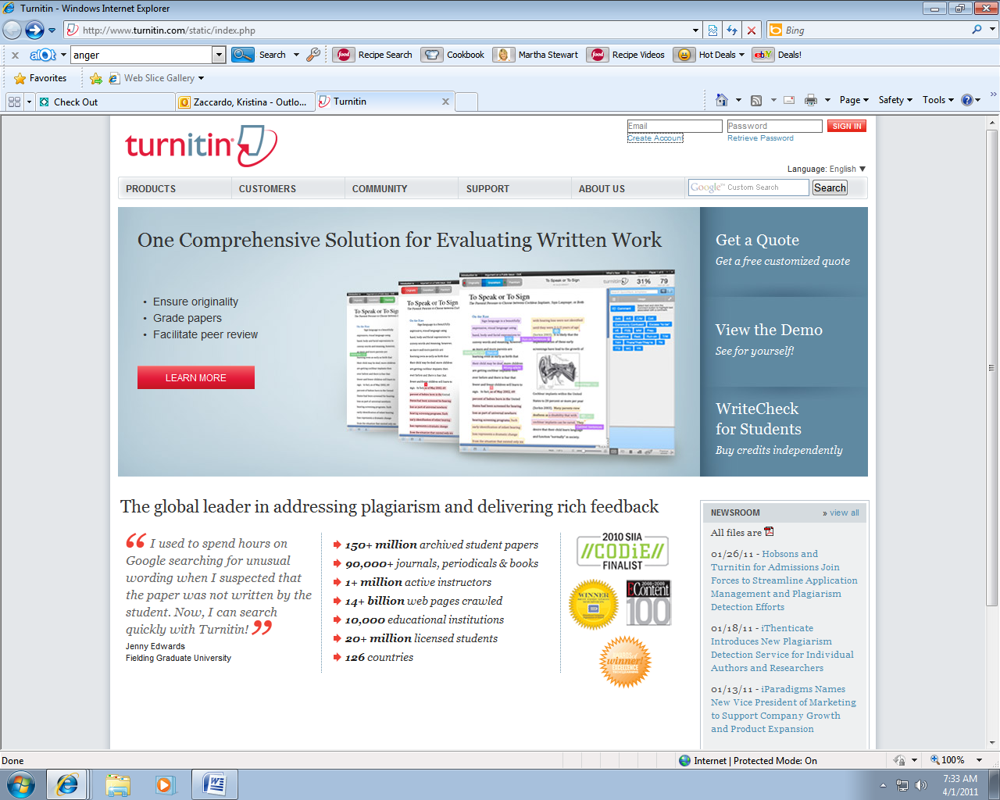 Turnitin - Windows Internet Explorer
http://www.turnitin.com/static/index.php
Bing
alot
anger
Search
Recipe Search
Cookbook
Martha Stewart
Recipe Videos
Hot Deals
Deals!
Favorites
Web Slice Gallery
Check Out
Zaccardo, Kristina - Outlo...
Turnitin
Page
Safety
Tools
turnitin
Email
Password
SIGN IN
Create Account
Retrieve Password
Language: English
PRODUCTS
CUSTOMERS
COMMUNITY
SUPPORT
ABOUT US
Google™ Custom Search
Search
One Comprehensive Solution for Evaluating Written Work
• Ensure originality
• Grade papers
• Facilitate peer review
LEARN MORE
To Speak or To Sign
To Speak or To Sign
To Speak or To Sign
31%
79
Get a Quote
Get a free customized quote
View the Demo
See for yourself!
WriteCheck
for Students
Buy credits independently
The global leader in addressing plagiarism and delivering rich feedback
“ I used to spend hours on
Google searching for unusual
wording when I suspected that
the paper was not written by the
student. Now, I can search
quickly with Turnitin! ”
Jenny Edwards
Fielding Graduate University
150+ million archived student papers
90,000+ journals, periodicals & books
1+ million active instructors
14+ billion web pages crawled
10,000 educational institutions
20+ million licensed students
126 countries
2010 SIIA
//CODiE//
FINALIST
WINNER
EContent
100
winner!
NEWSROOM
» view all
All files are
01/26/11 - Hobsons and
Turnitin for Admissions Join
Forces to Streamline Application
Management and Plagiarism
Detection Efforts
01/18/11 - iThenticate
Introduces New Plagiarism
Detection Service for Individual
Authors and Researchers
01/13/11 - iParadigms Names
New Vice President of Marketing
to Support Company Growth
and Product Expansion
Done
Internet | Protected Mode: On
100%
7:33 AM
4/1/2011